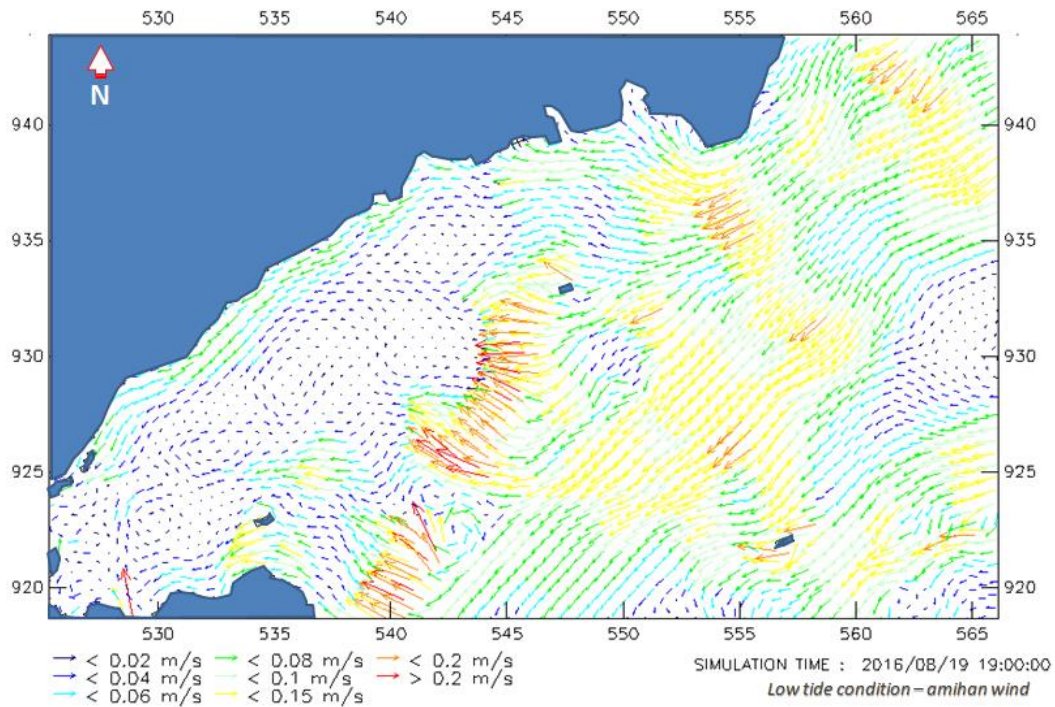 530 535 540 545 550 555 560 565
N
940 940
935 935
930 930
925 925
920 920
530 535 540 545 550 555 560 565
< 0.02 m/s < 0.08 m/s < 0.2 m/s
< 0.04 m/s < 0.1 m/s > 0.2 m/s
< 0.06 m/s < 0.15 m/s
SIMULATION TIME : 2016/08/19 19:00:00
Low tide condition – amihan wind